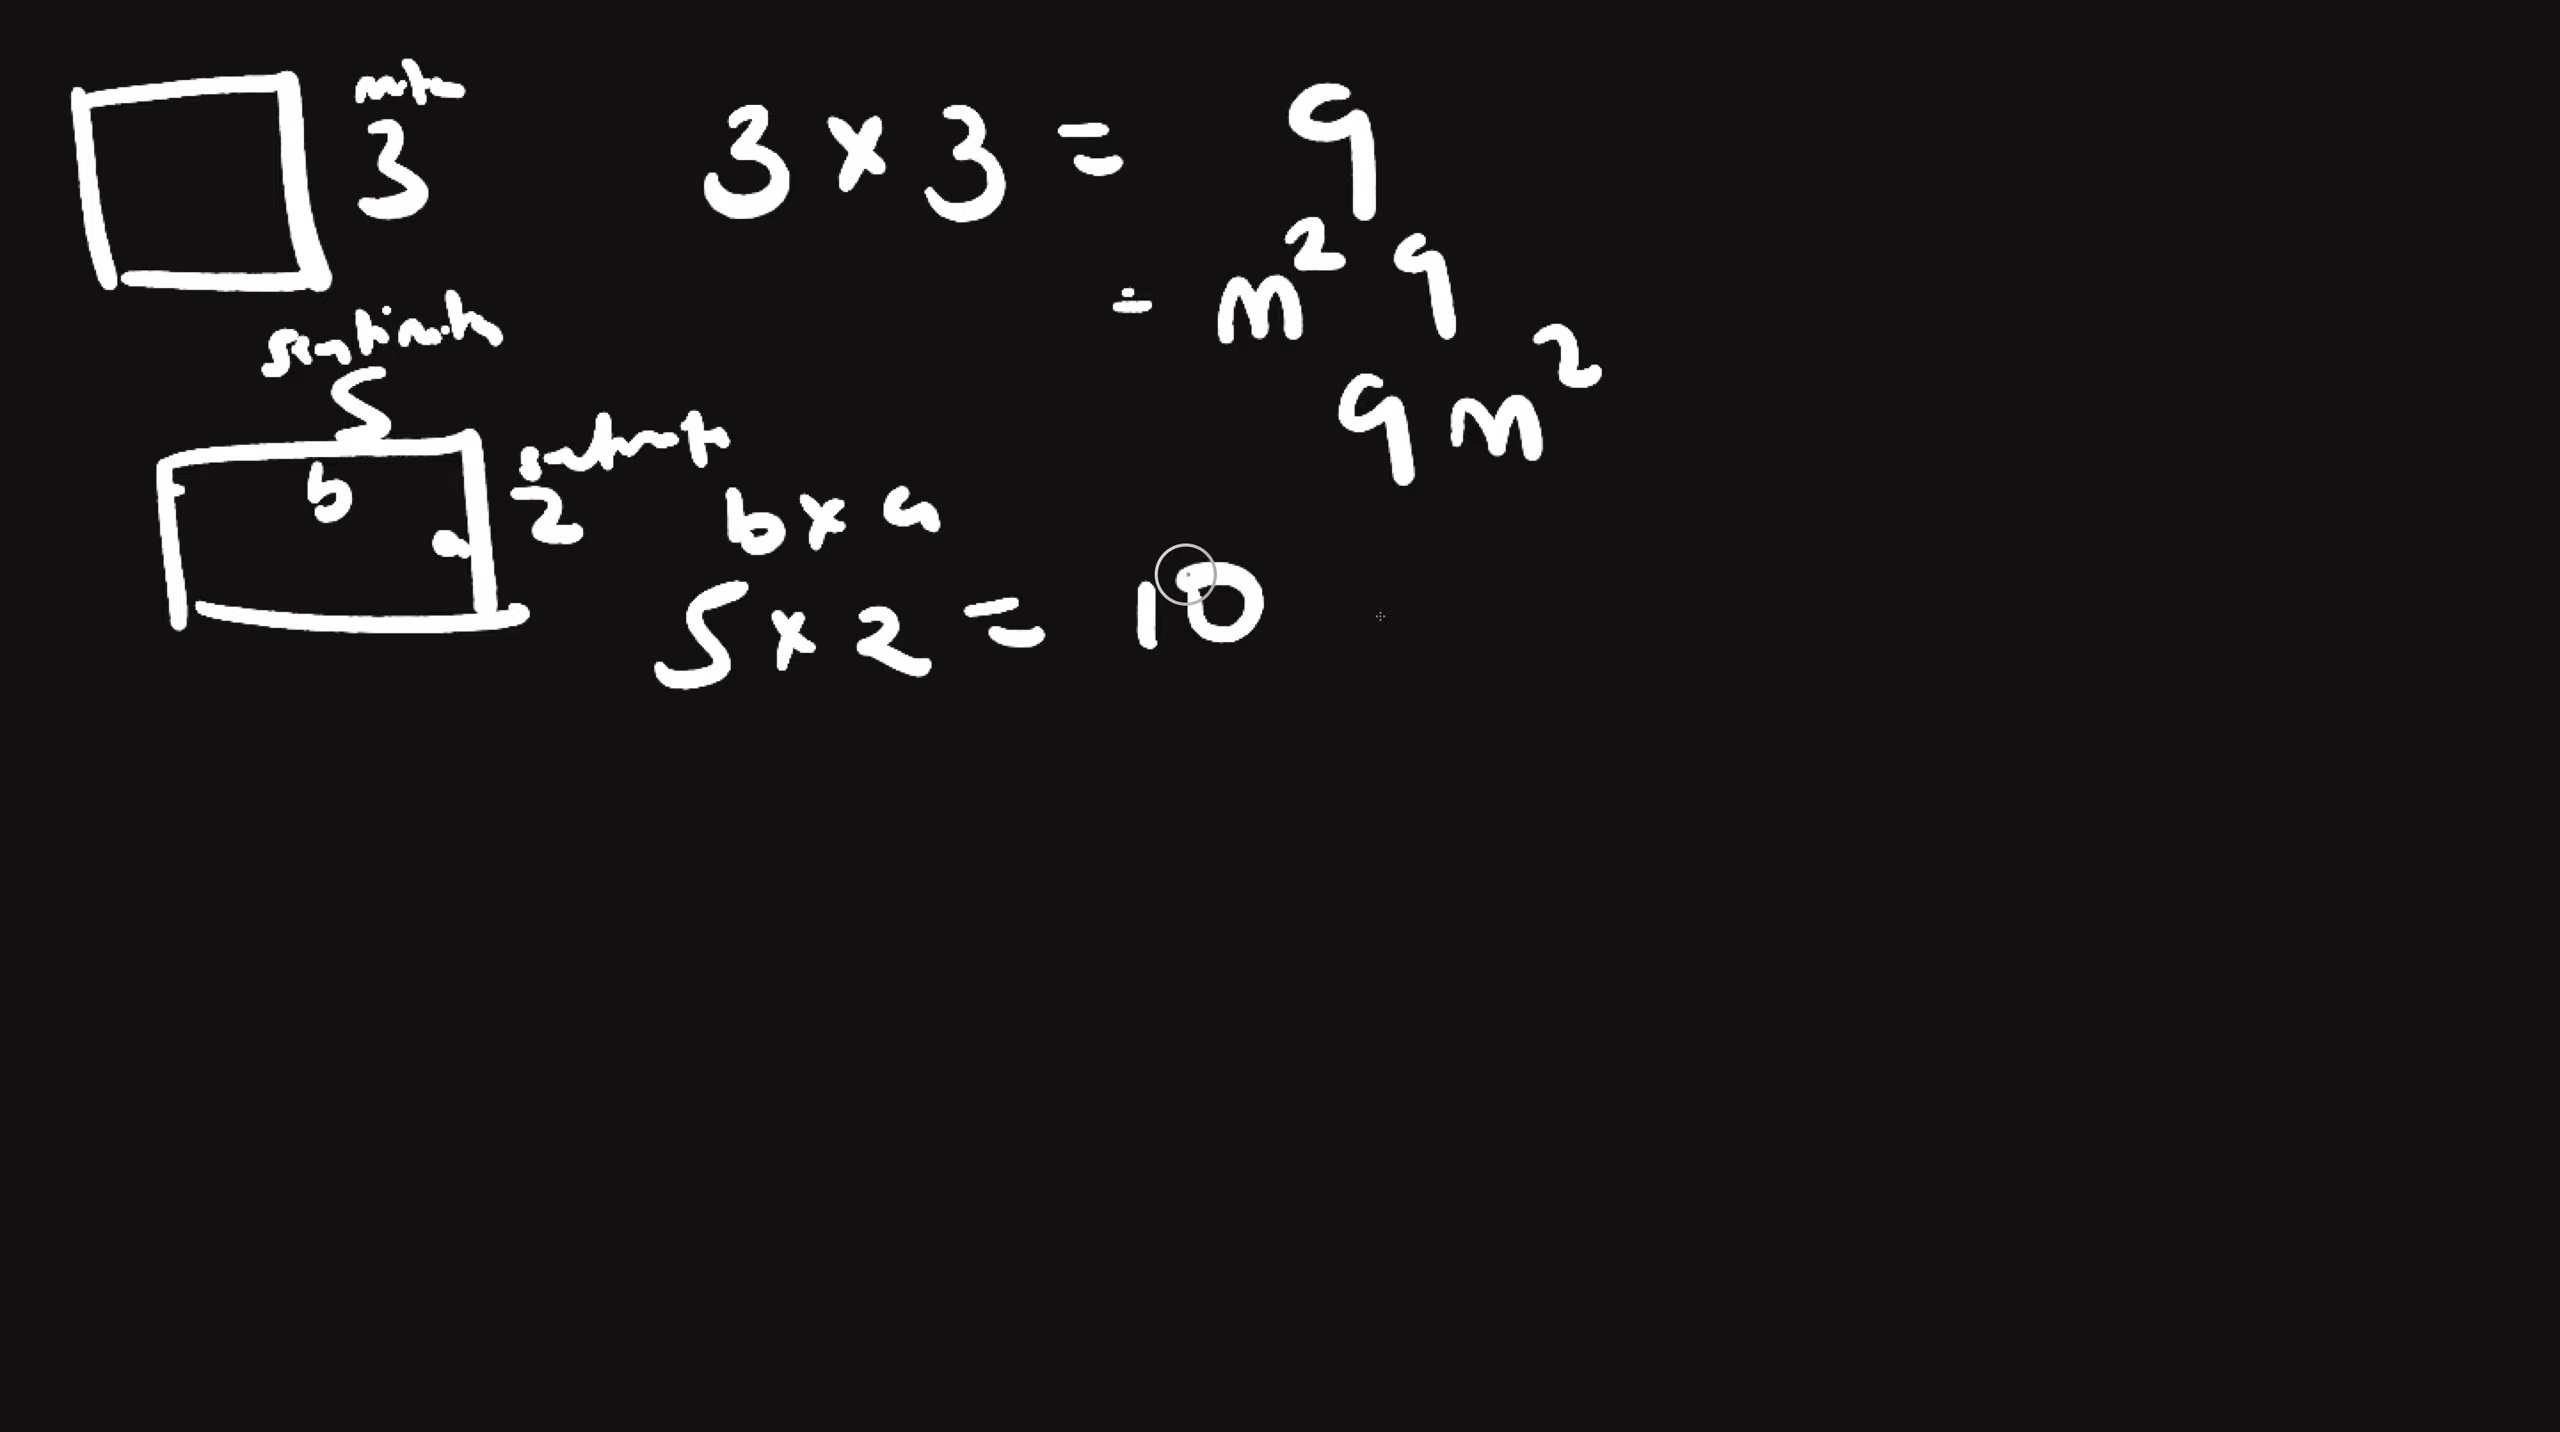 3
3 x 3 = 9
= m² 9
9 m²
5
b
2
a
b x a
5 x 2 = 10